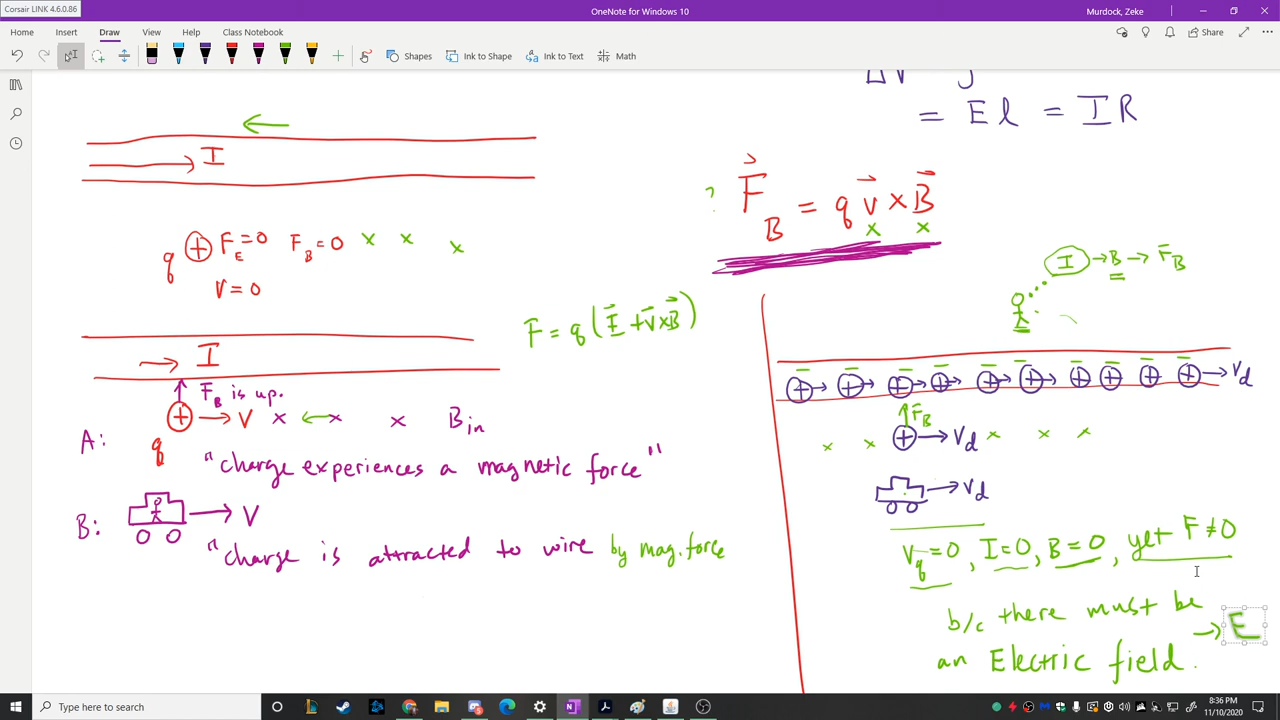 Corsair LINK 4.6.0.86
OneNote for Windows 10
Murdock, Zeke
Home Insert Draw View Help Class Notebook
Share
Shapes Ink to Shape Ink to Text Math
ΔV
= El = IR
I
F⃗_B = q v⃗ × B⃗
?
x x
q + F_E = 0 F_B = 0 x x x
V = 0
I → B → F̄_B
F̄ = q(E⃗ + v⃗ x B⃗)
I
F_B is up.
+ → V x x x B_in
q
A:
"charge experiences a magnetic force"
B:
V
"charge is attracted to wire by mag. force
− − − − − − − − −
+ + + + + + + + + + → V_d
F̄_B
x x + → V_d x x x
→ V_d
V_q = 0, I = 0, B = 0, yet F ≠ 0
b/c there must be
an Electric field. → E
Type here to search
8:36 PM
11/10/2020